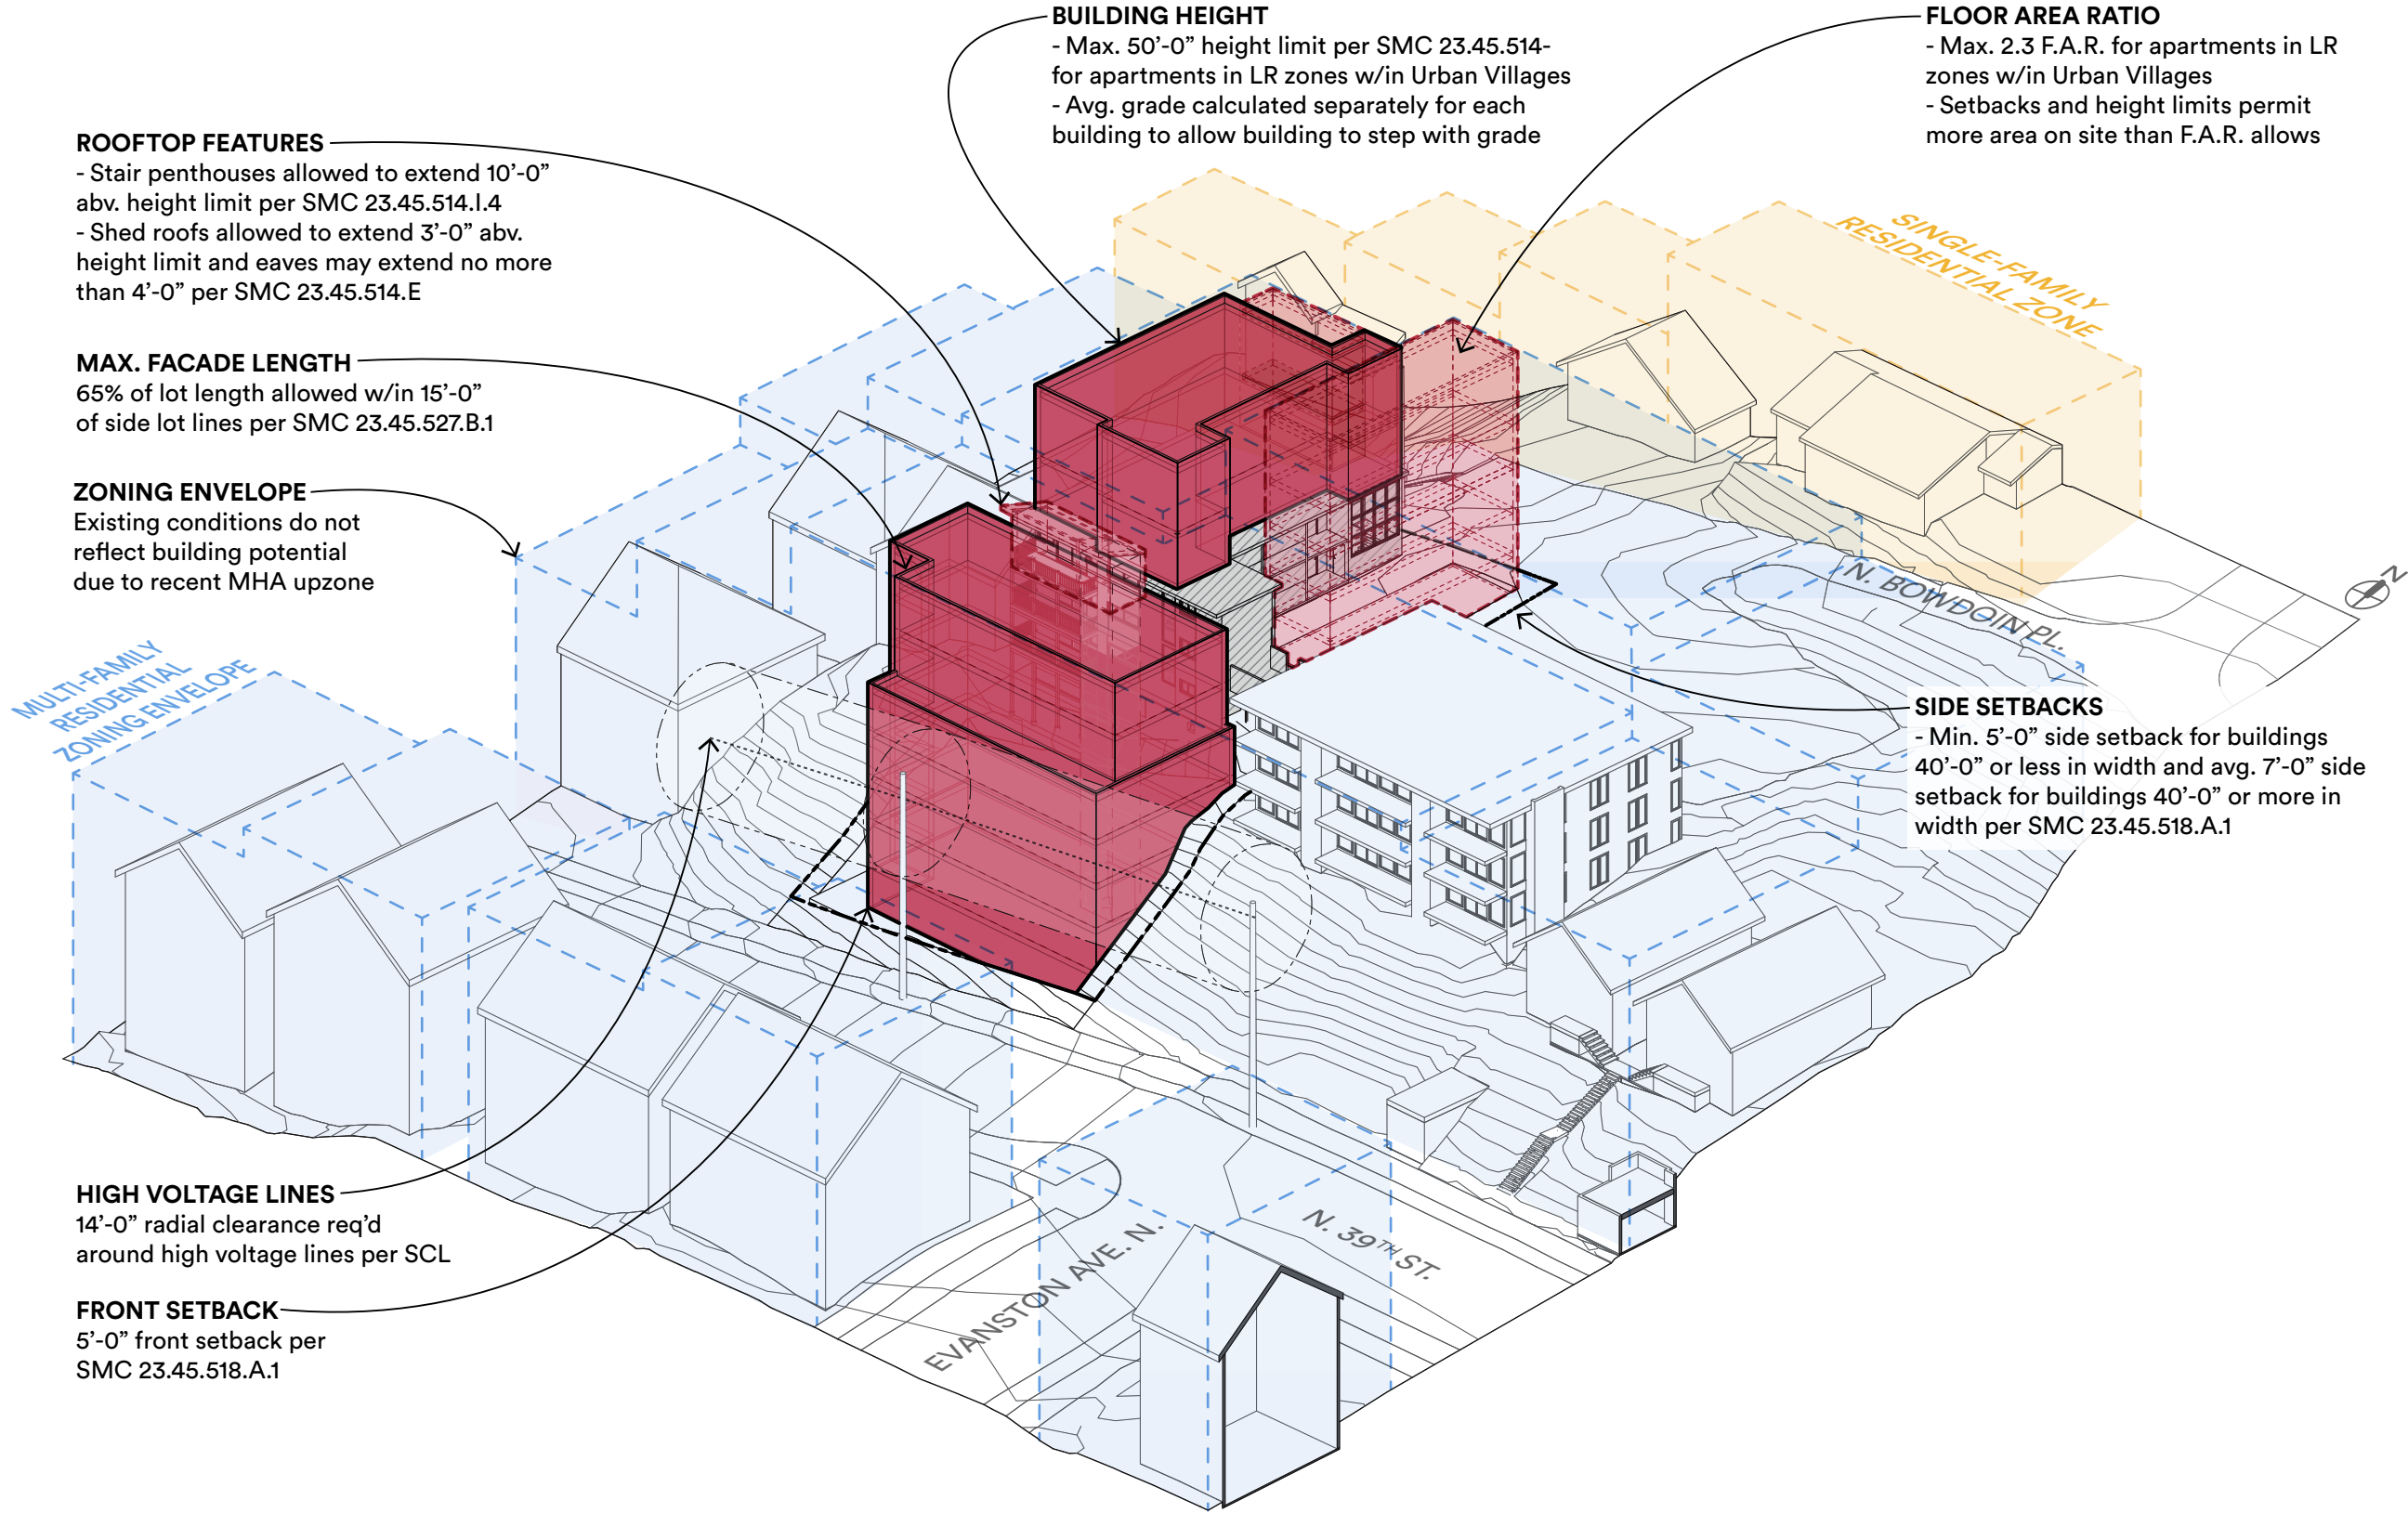 BUILDING HEIGHT
- Max. 50’-0” height limit per SMC 23.45.514-
for apartments in LR zones w/in Urban Villages
- Avg. grade calculated separately for each
building to allow building to step with grade
FLOOR AREA RATIO
- Max. 2.3 F.A.R. for apartments in LR
zones w/in Urban Villages
- Setbacks and height limits permit
more area on site than F.A.R. allows
ROOFTOP FEATURES
- Stair penthouses allowed to extend 10’-0”
abv. height limit per SMC 23.45.514.I.4
- Shed roofs allowed to extend 3’-0” abv.
height limit and eaves may extend no more
than 4’-0” per SMC 23.45.514.E
SINGLE-FAMILY
RESIDENTIAL ZONE
MAX. FACADE LENGTH
65% of lot length allowed w/in 15’-0”
of side lot lines per SMC 23.45.527.B.1
ZONING ENVELOPE
Existing conditions do not
reflect building potential
due to recent MHA upzone
N
N. BOWDOIN PL.
MULTI-FAMILY
RESIDENTIAL
ZONING ENVELOPE
SIDE SETBACKS
- Min. 5’-0” side setback for buildings
40’-0” or less in width and avg. 7’-0” side
setback for buildings 40’-0” or more in
width per SMC 23.45.518.A.1
HIGH VOLTAGE LINES
14’-0” radial clearance req’d
around high voltage lines per SCL
FRONT SETBACK
5’-0” front setback per
SMC 23.45.518.A.1
EVANSTON AVE. N.
N. 39TH ST.